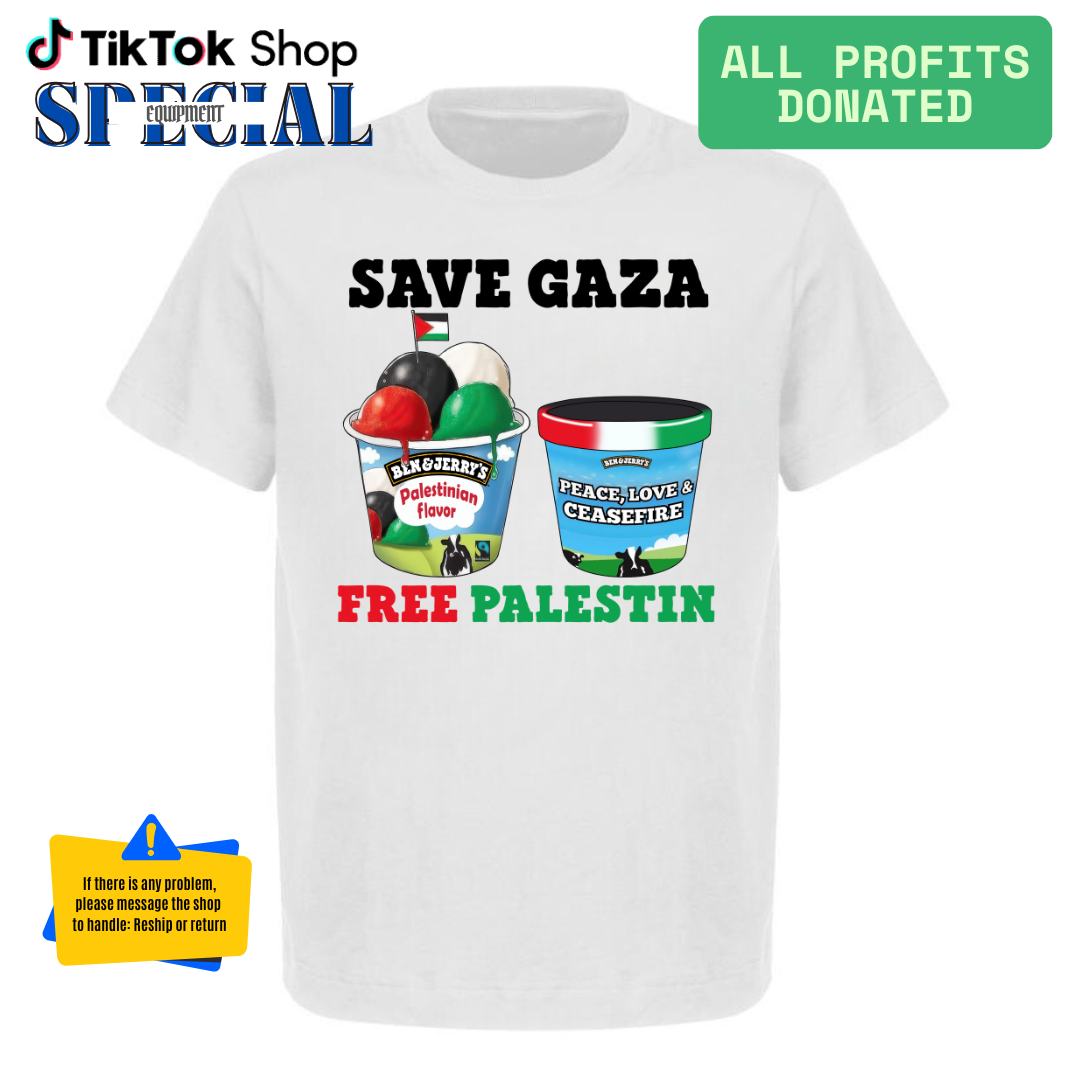 TikTok Shop
SPECIAL
EQUIPMENT
ALL PROFITS
DONATED
SAVE GAZA
BEN & JERRY'S
Palestinian
flavor
BEN & JERRY'S
PEACE, LOVE &
CEASEFIRE
FREE PALESTIN
If there is any problem,
please message the shop
to handle: Reship or return